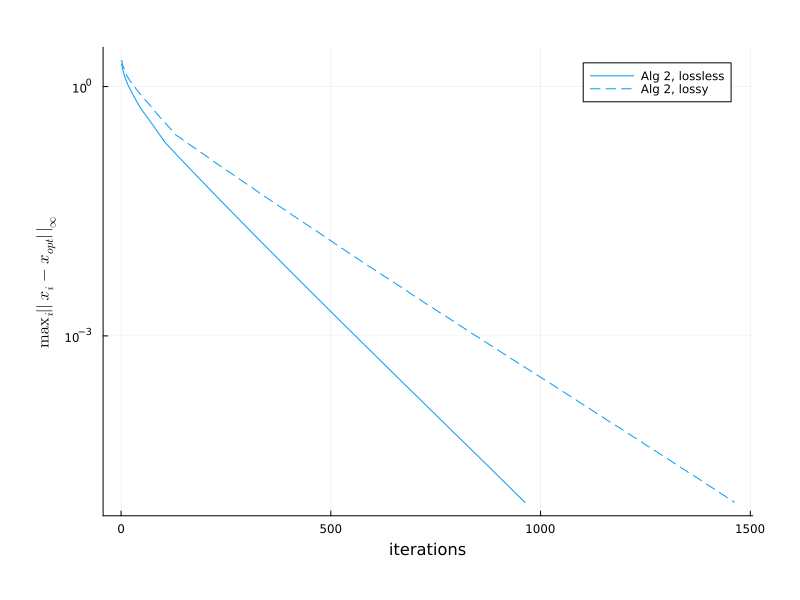 Alg 2, lossless
Alg 2, lossy
10^0
10^-3
max_i|| x_i − x_opt||_∞
0 500 1000 1500
iterations